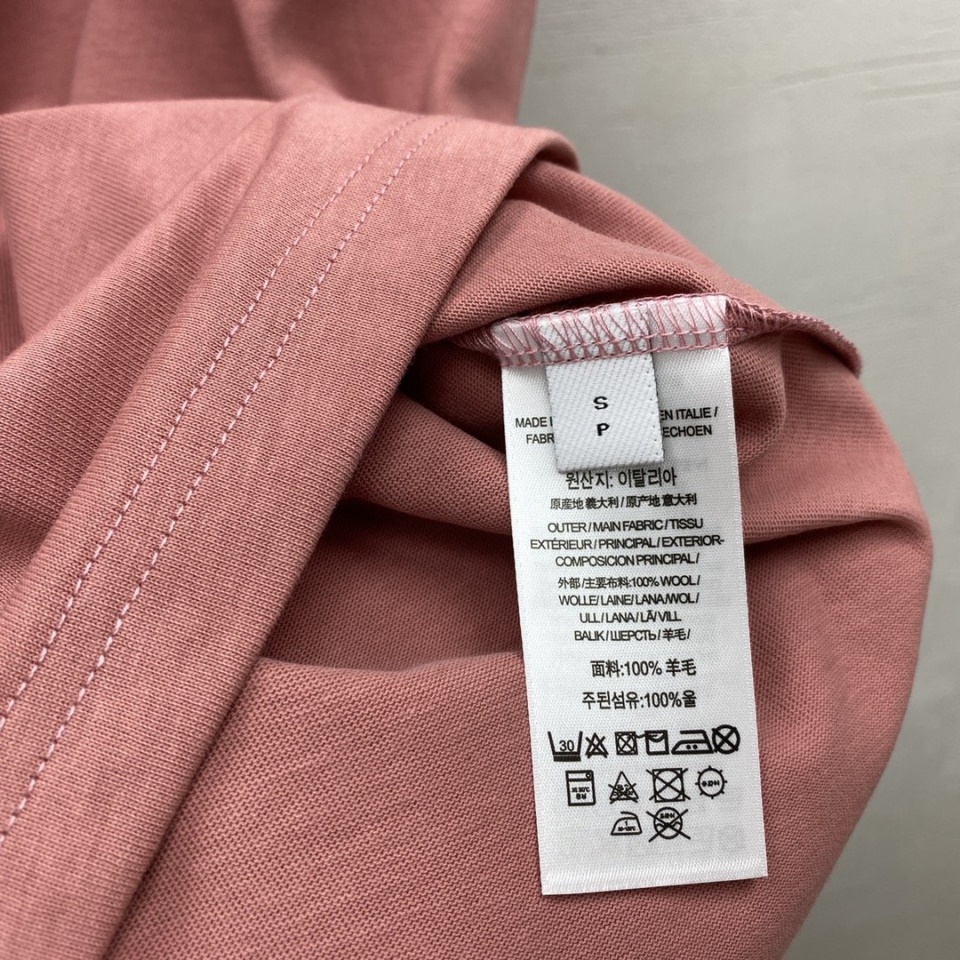 S
P
MADE EN ITALIE /
FABR ECHOEN
원산지: 이탈리아
原産地 義大利 / 原产地 意大利
OUTER / MAIN FABRIC / TISSU
EXTÉRIEUR / PRINCIPAL / EXTERIOR-
COMPOSICION PRINCIPAL /
外部 /主要布料:100% WOOL /
WOLLE/ LAINE/ LANA /WOL /
ULL / LANA / LÃ/ VILL
BALIK / ШЕРСТЬ / 羊毛 /
面料:100% 羊毛
주된섬유:100%울
30